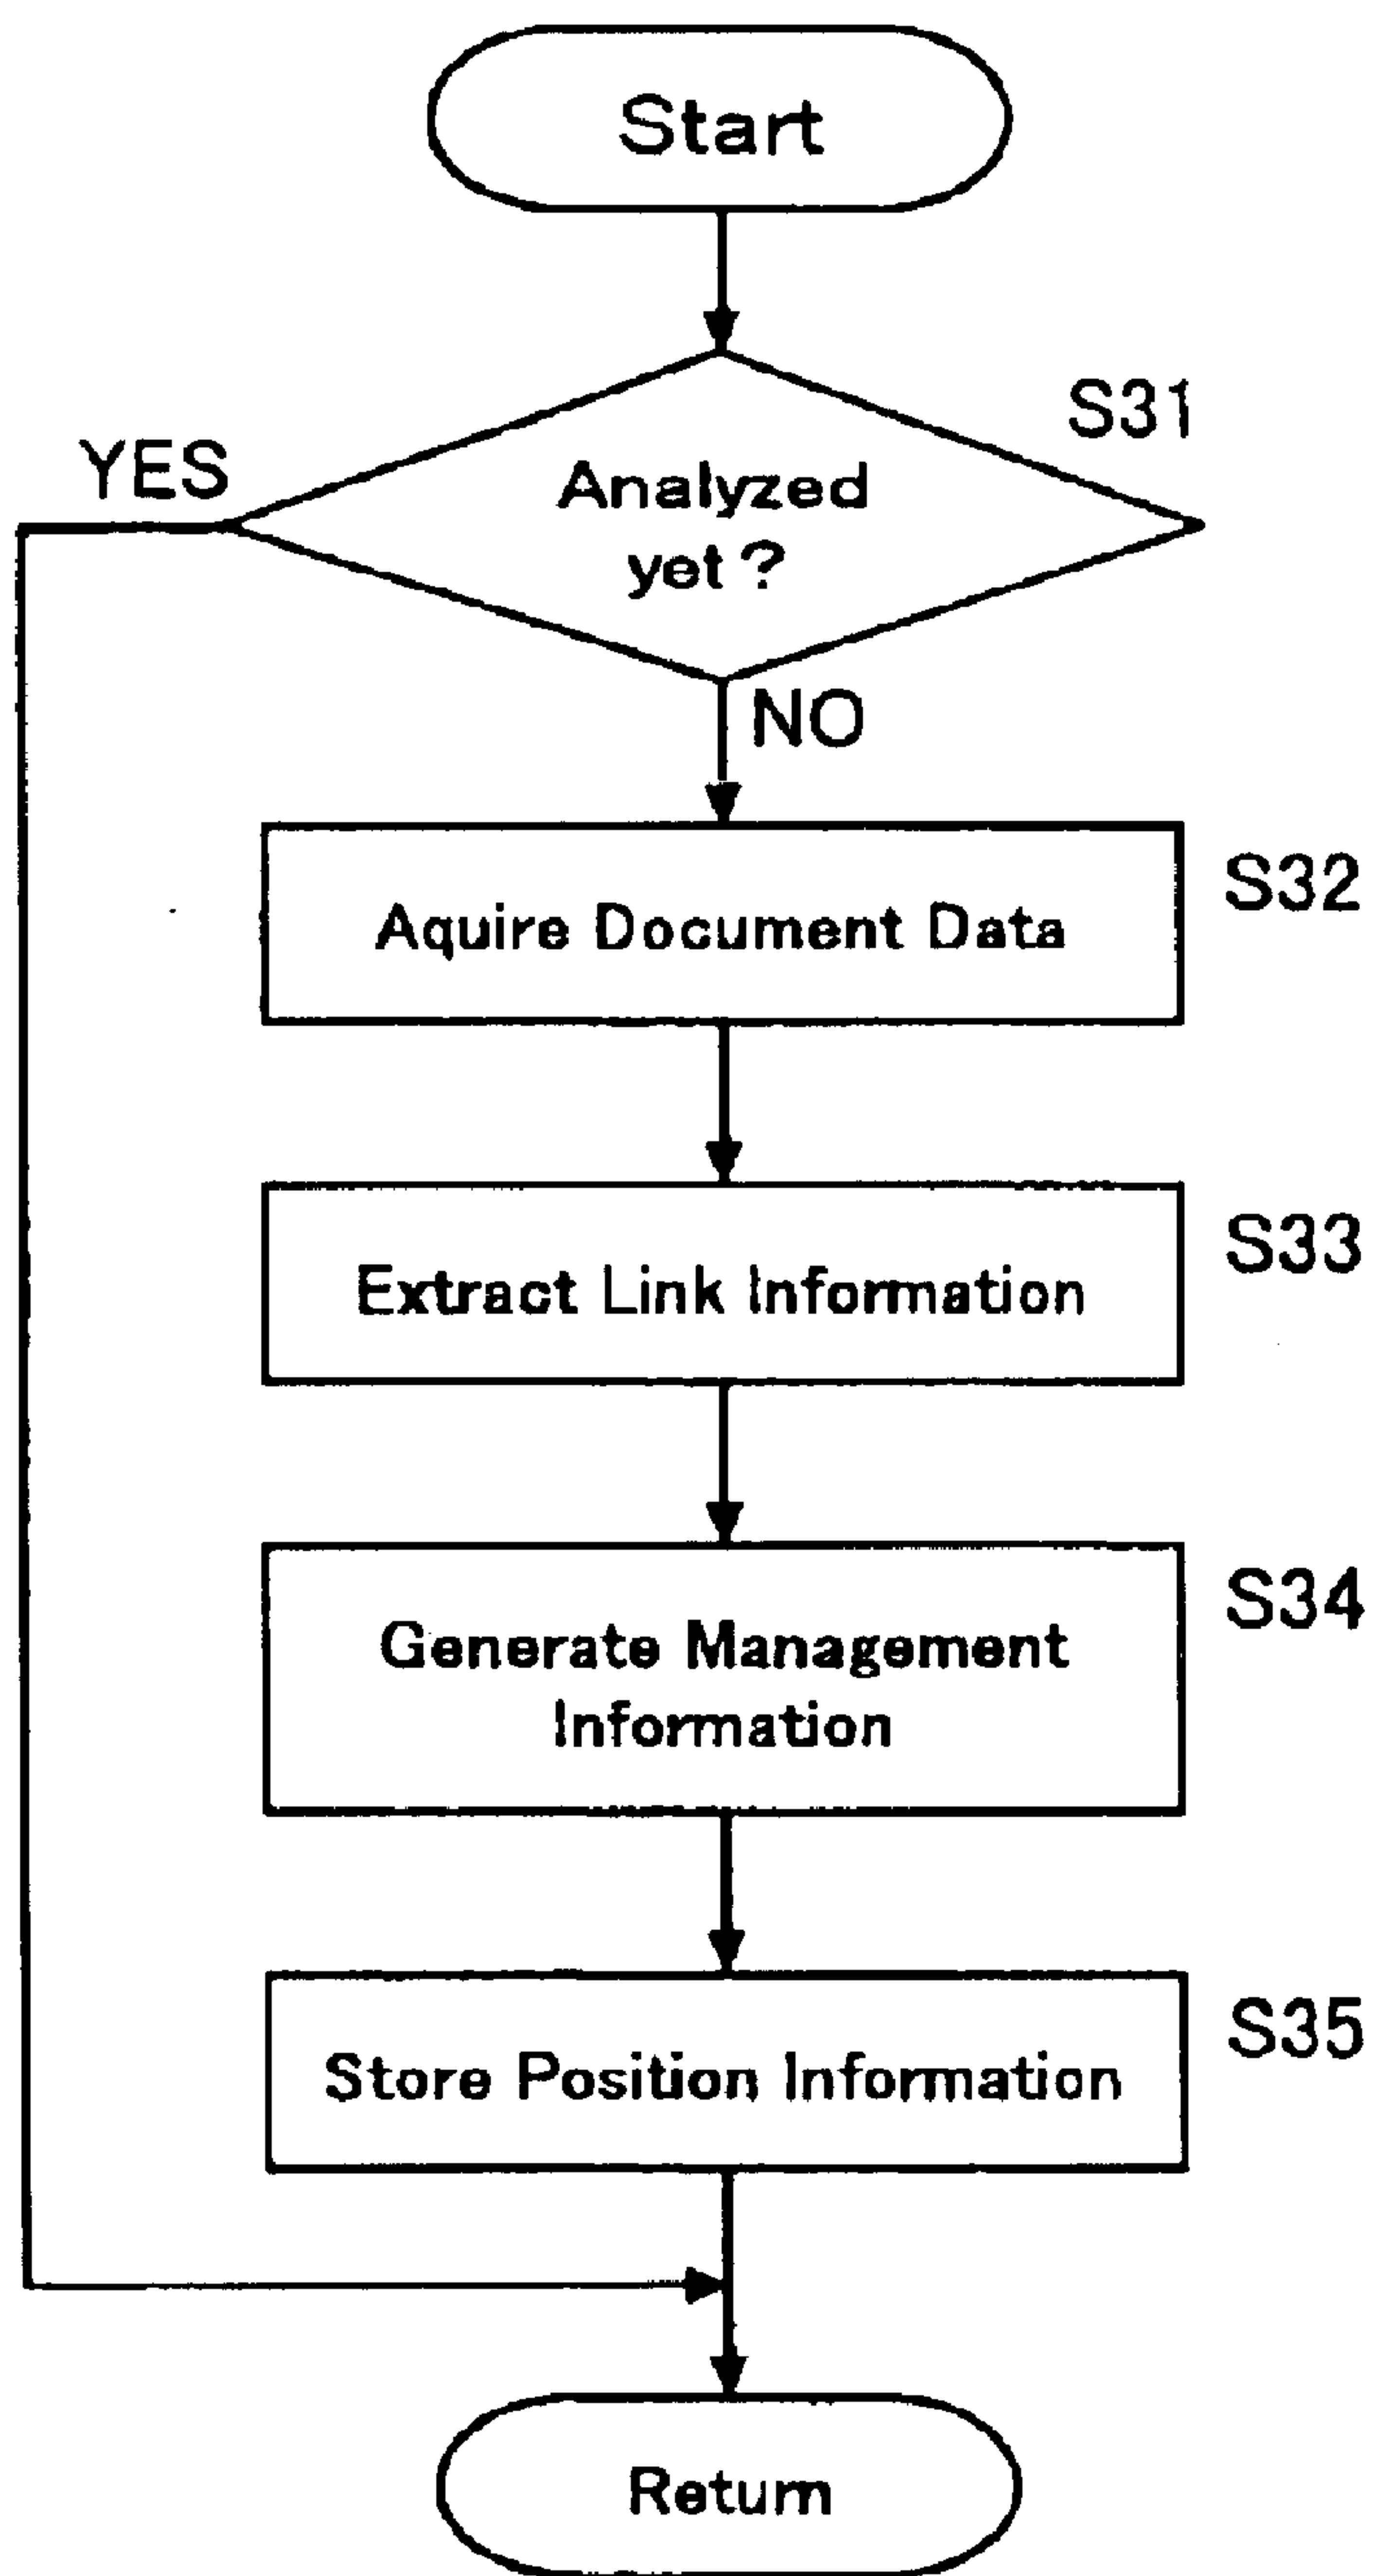 Start
S31
YES
Analyzed
yet ?
NO
S32
Aquire Document Data
S33
Extract Link Information
S34
Generate Management
Information
S35
Store Position Information
Return